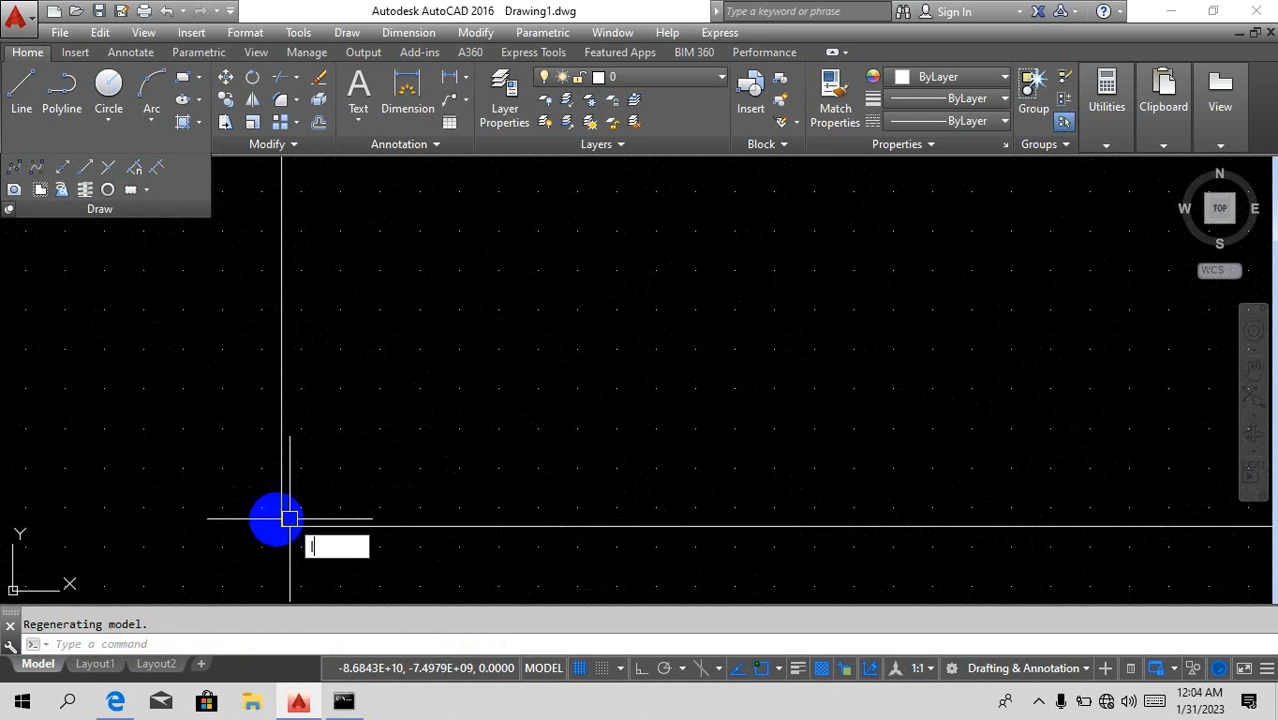 Autodesk AutoCAD 2016 Drawing1.dwg
Type a keyword or phrase
Sign In
File Edit View Insert Format Tools Draw Dimension Modify Parametric Window Help Express
Home Insert Annotate Parametric View Manage Output Add-ins A360 Express Tools Featured Apps BIM 360 Performance
Line Polyline Circle Arc
Text Dimension
Layer Properties
0
Insert
Match Properties
ByLayer
ByLayer
ByLayer
Group Utilities Clipboard View
Modify Annotation Layers Block Properties Groups
Draw
N
W TOP E
S
WCS
l
Y
X
Regenerating model.
Type a command
Model Layout1 Layout2 +
-8.6843E+10, -7.4979E+09, 0.0000 MODEL
1:1
Drafting & Annotation
12:04 AM
1/31/2023